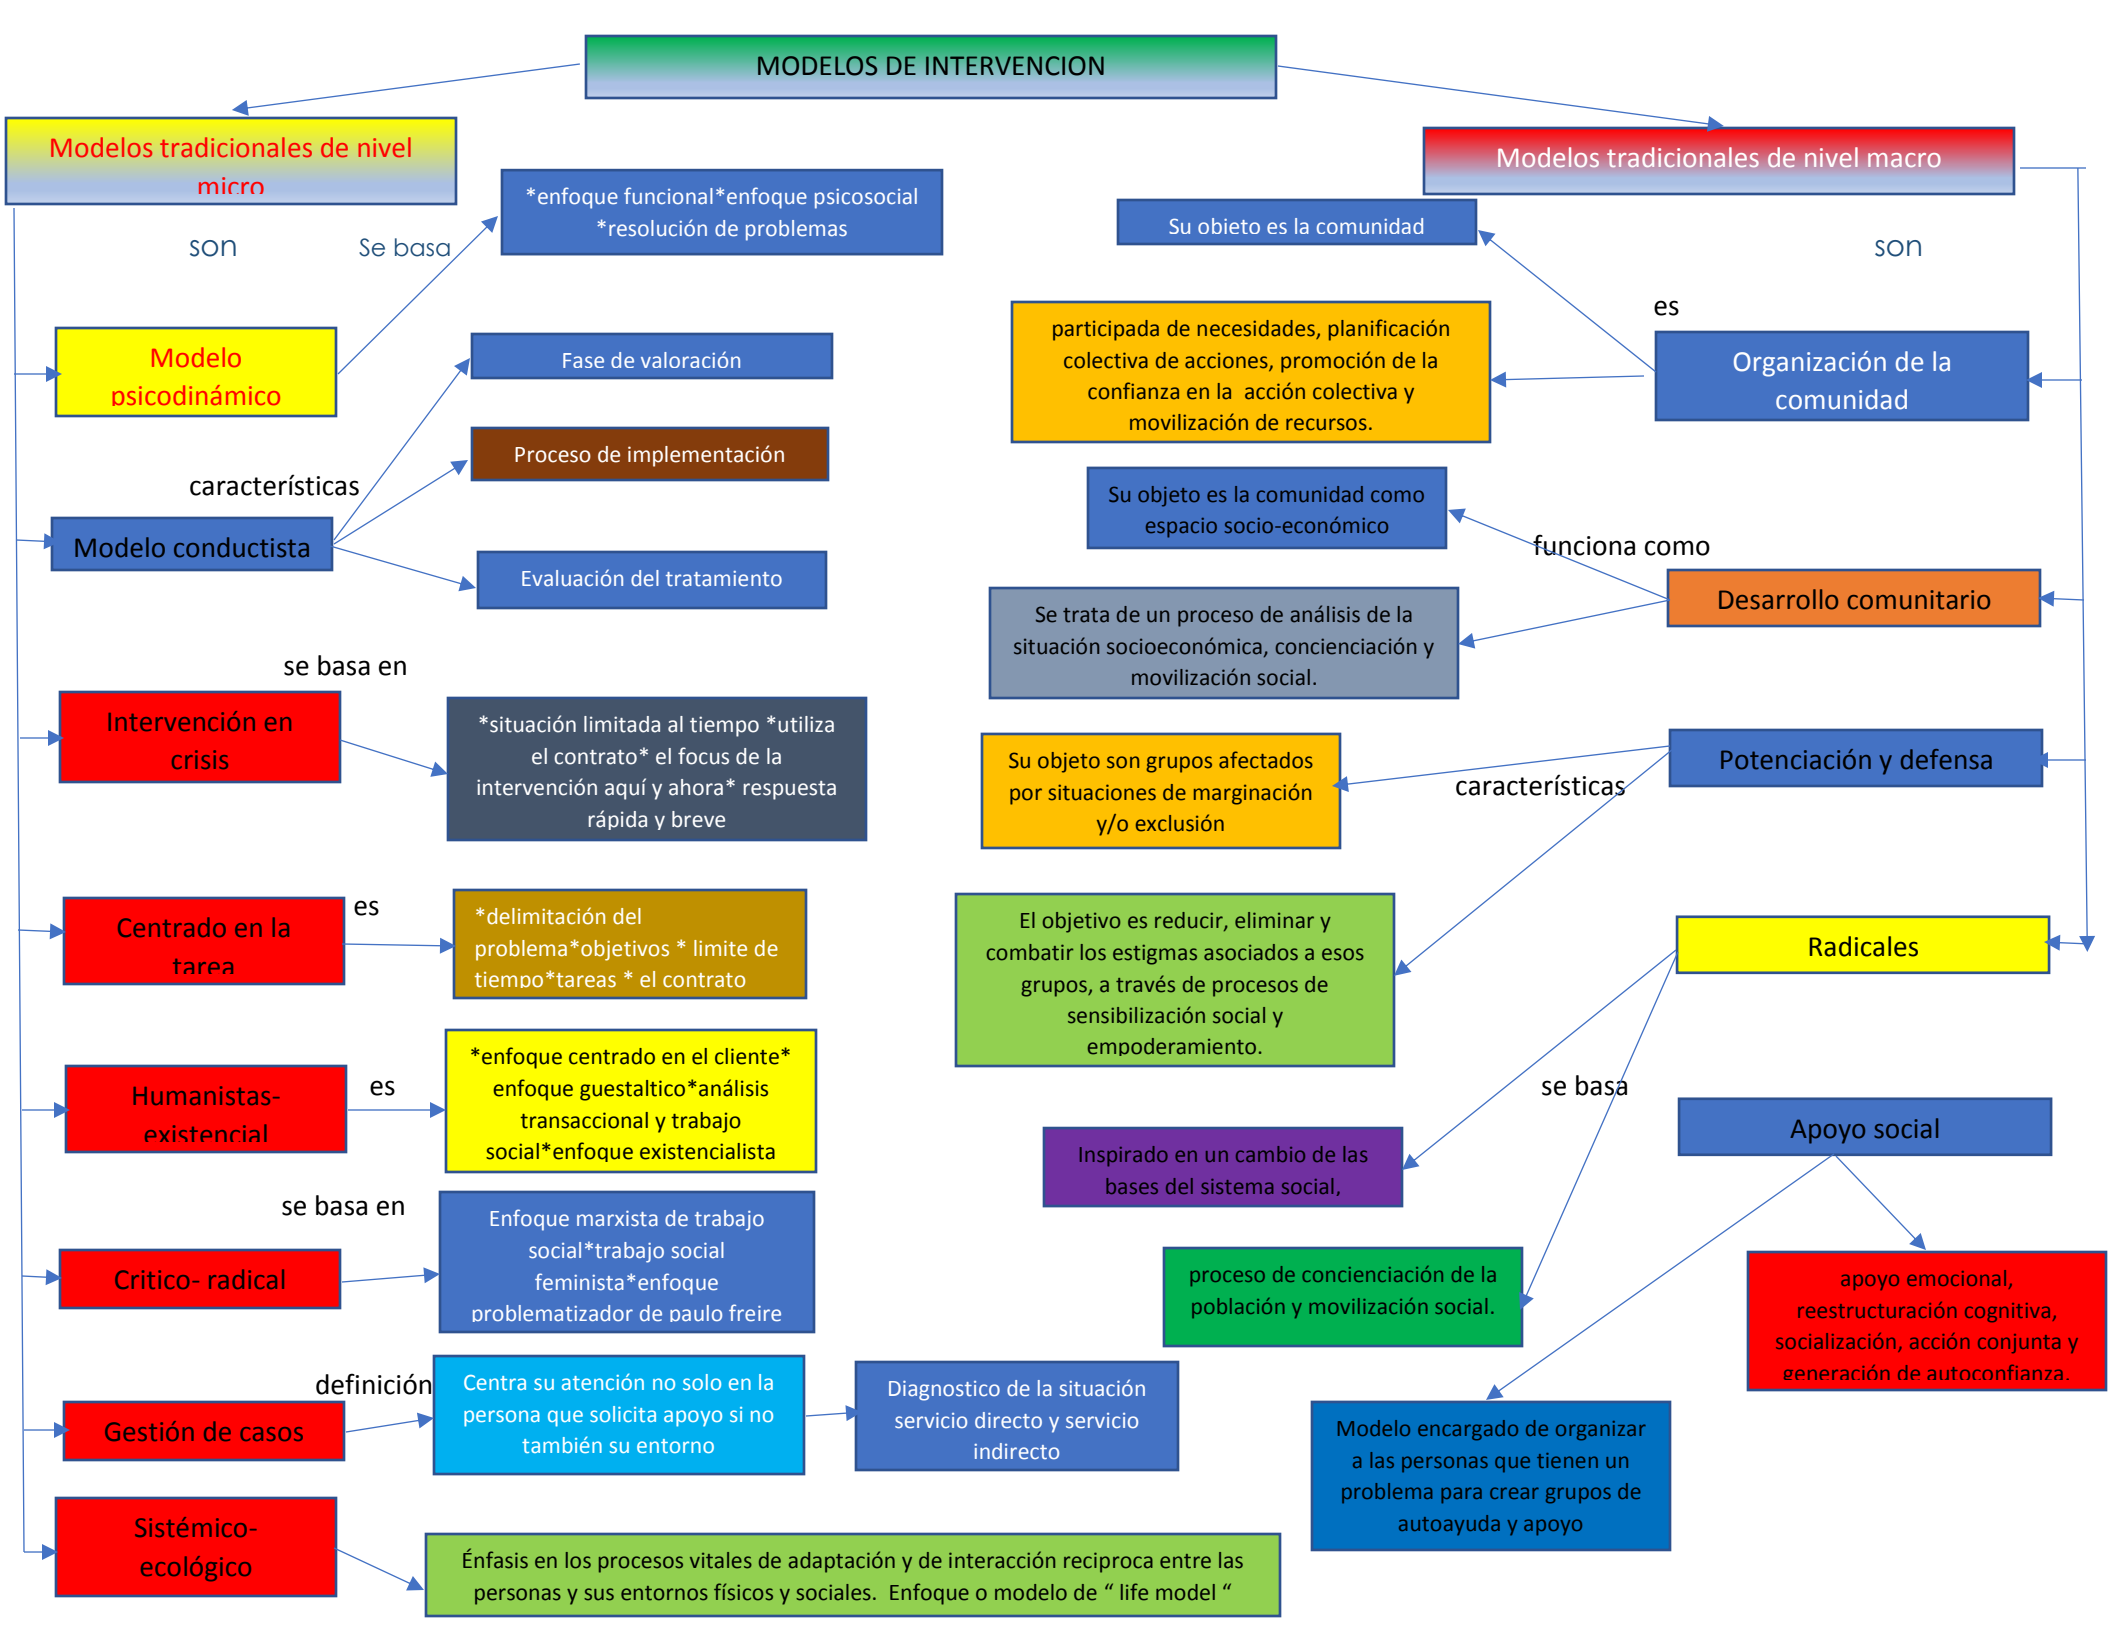 MODELOS DE INTERVENCION
Modelos tradicionales de nivel
micro
son
Se basa
*enfoque funcional*enfoque psicosocial
*resolución de problemas
Modelo
psicodinámico
características
Modelo conductista
Fase de valoración
Proceso de implementación
Evaluación del tratamiento
se basa en
Intervención en
crisis
*situación limitada al tiempo *utiliza
el contrato* el focus de la
intervención aquí y ahora* respuesta
rápida y breve
Centrado en la
tarea
es
*delimitación del
problema*objetivos * limite de
tiempo*tareas * el contrato
Humanistas-
existencial
es
*enfoque centrado en el cliente*
enfoque guestaltico*análisis
transaccional y trabajo
social*enfoque existencialista
se basa en
Critico- radical
Enfoque marxista de trabajo
social*trabajo social
feminista*enfoque
problematizador de paulo freire
definición
Gestión de casos
Centra su atención no solo en la
persona que solicita apoyo si no
también su entorno
Diagnostico de la situación
servicio directo y servicio
indirecto
Sistémico-
ecológico
Énfasis en los procesos vitales de adaptación y de interacción reciproca entre las
personas y sus entornos físicos y sociales. Enfoque o modelo de “ life model “
Modelos tradicionales de nivel macro
son
Su objeto es la comunidad
es
Organización de la
comunidad
participada de necesidades, planificación
colectiva de acciones, promoción de la
confianza en la acción colectiva y
movilización de recursos.
Su objeto es la comunidad como
espacio socio-económico
funciona como
Desarrollo comunitario
Se trata de un proceso de análisis de la
situación socioeconómica, concienciación y
movilización social.
Potenciación y defensa
características
Su objeto son grupos afectados
por situaciones de marginación
y/o exclusión
El objetivo es reducir, eliminar y
combatir los estigmas asociados a esos
grupos, a través de procesos de
sensibilización social y
empoderamiento.
Radicales
se basa
Inspirado en un cambio de las
bases del sistema social,
proceso de concienciación de la
población y movilización social.
Apoyo social
apoyo emocional,
reestructuración cognitiva,
socialización, acción conjunta y
generación de autoconfianza.
Modelo encargado de organizar
a las personas que tienen un
problema para crear grupos de
autoayuda y apoyo